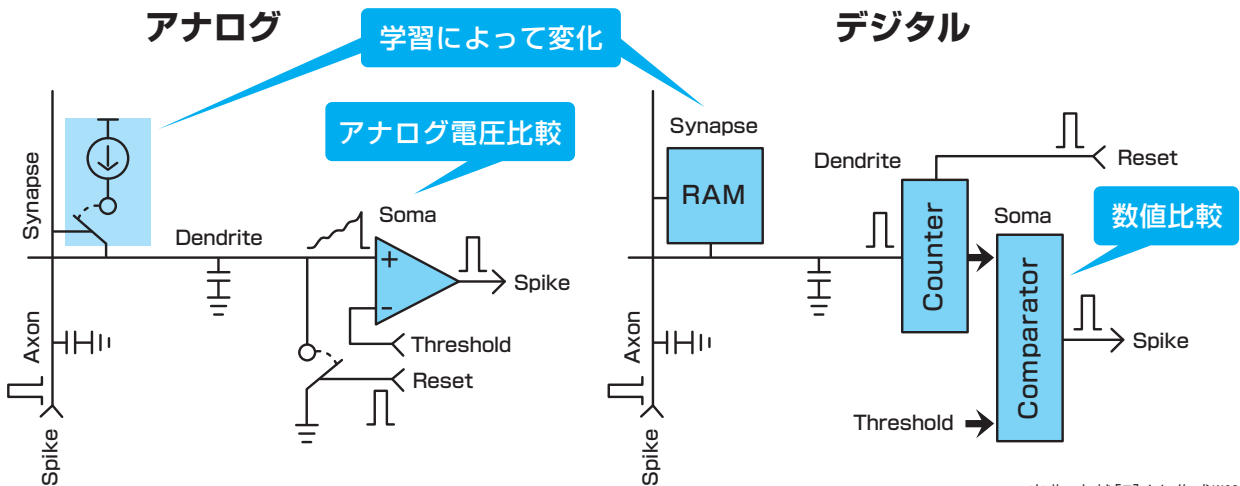 アナログ
学習によって変化
デジタル
アナログ電圧比較
Synapse
Dendrite
Soma
+
−
Spike
Threshold
Reset
Axon
Spike
Synapse
RAM
Dendrite
Reset
Counter
Soma
数値比較
Comparator
Spike
Threshold
Axon
Spike